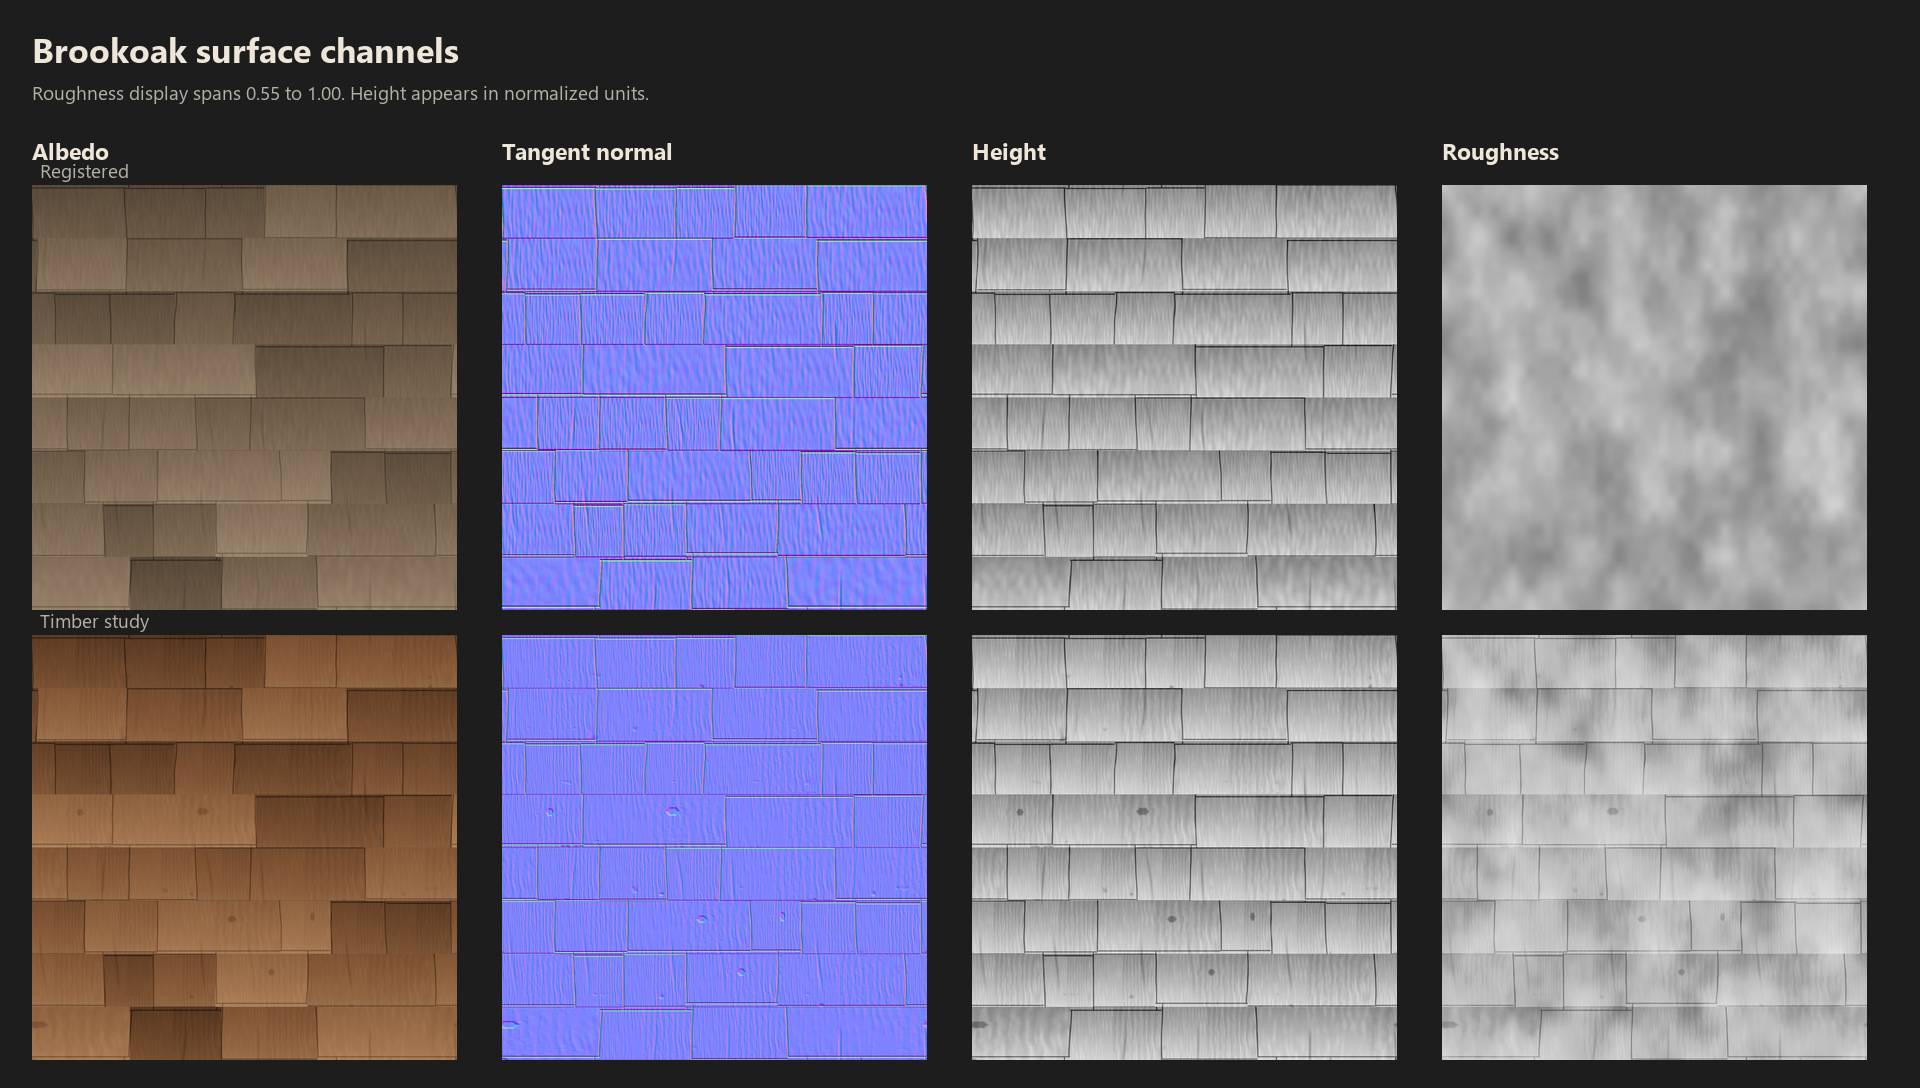 Brookoak surface channels
Roughness display spans 0.55 to 1.00. Height appears in normalized units.
Albedo
Tangent normal
Height
Roughness
Registered
Timber study